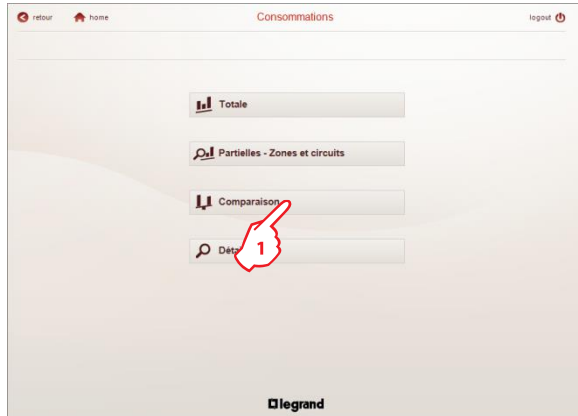 retour home Consommations logout
Totale
Partielles - Zones et circuits
Comparaison
1
legrand